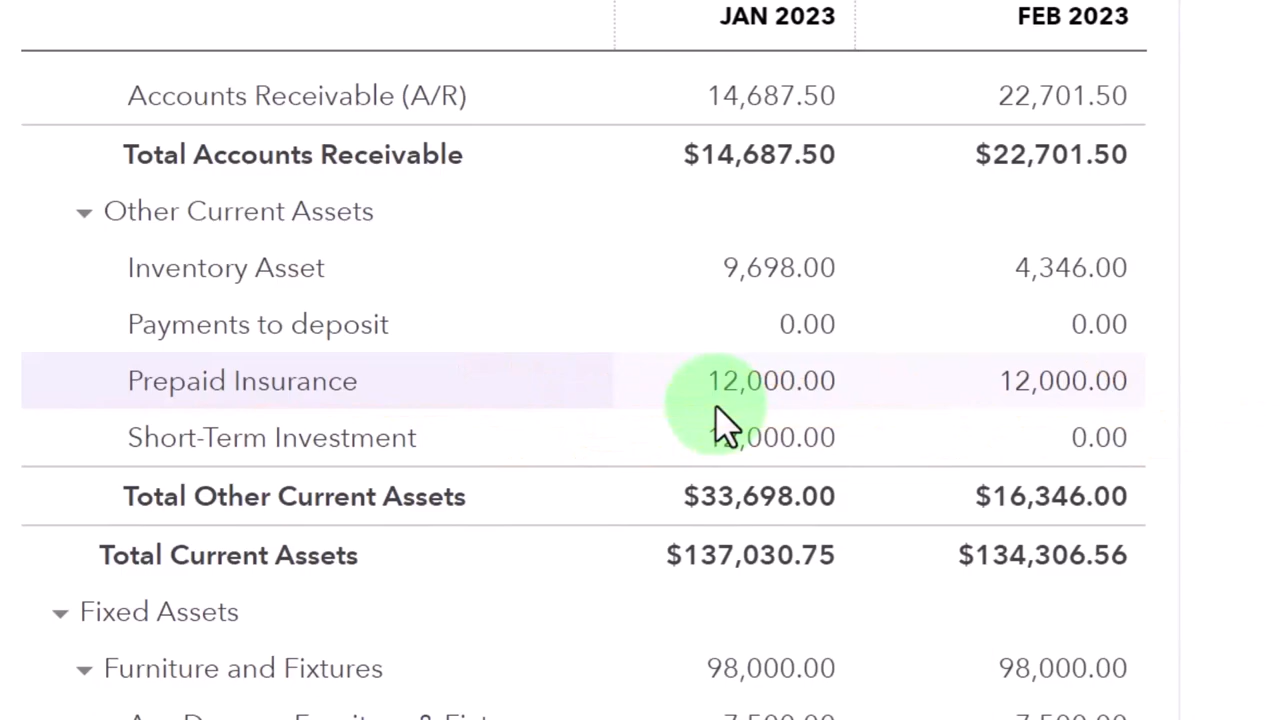 JAN 2023 FEB 2023
Accounts Receivable (A/R) 14,687.50 22,701.50
Total Accounts Receivable $14,687.50 $22,701.50
Other Current Assets
Inventory Asset 9,698.00 4,346.00
Payments to deposit 0.00 0.00
Prepaid Insurance 12,000.00 12,000.00
Short-Term Investment 12,000.00 0.00
Total Other Current Assets $33,698.00 $16,346.00
Total Current Assets $137,030.75 $134,306.56
Fixed Assets
Furniture and Fixtures 98,000.00 98,000.00